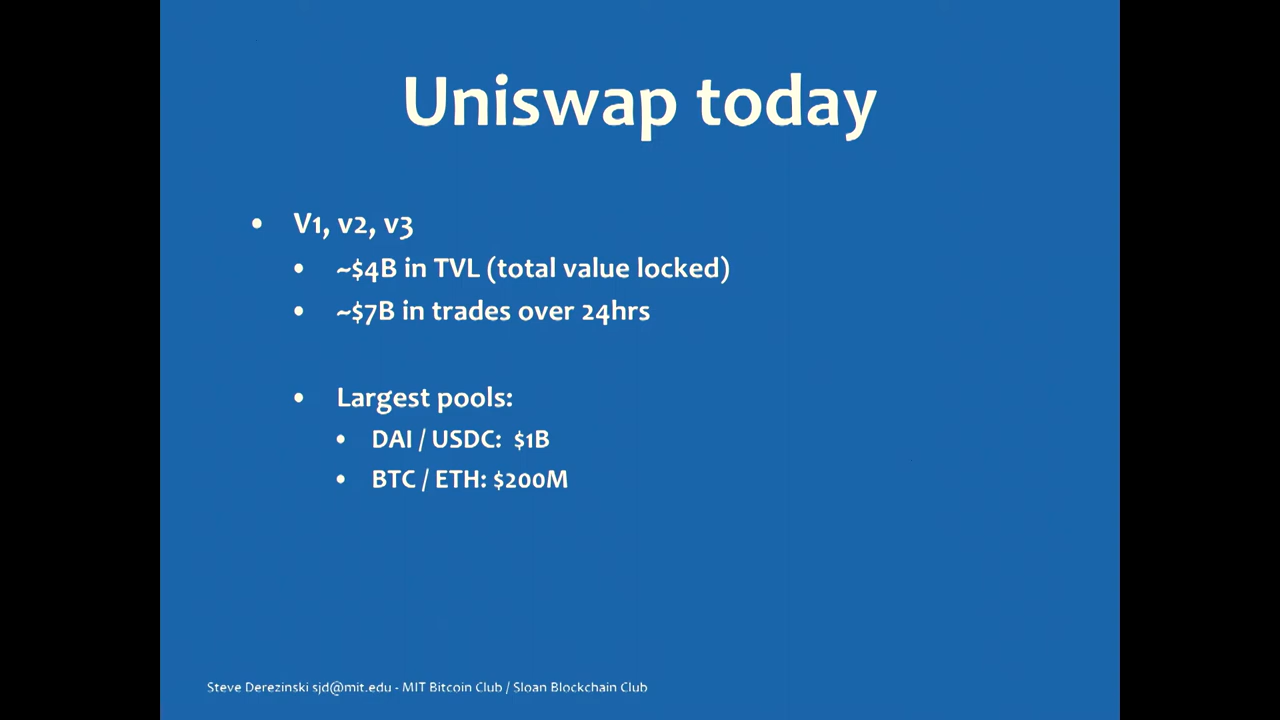 Uniswap today
• V1, v2, v3
• ~$4B in TVL (total value locked)
• ~$7B in trades over 24hrs
• Largest pools:
• DAI / USDC: $1B
• BTC / ETH: $200M
Steve Derezinski sjd@mit.edu - MIT Bitcoin Club / Sloan Blockchain Club